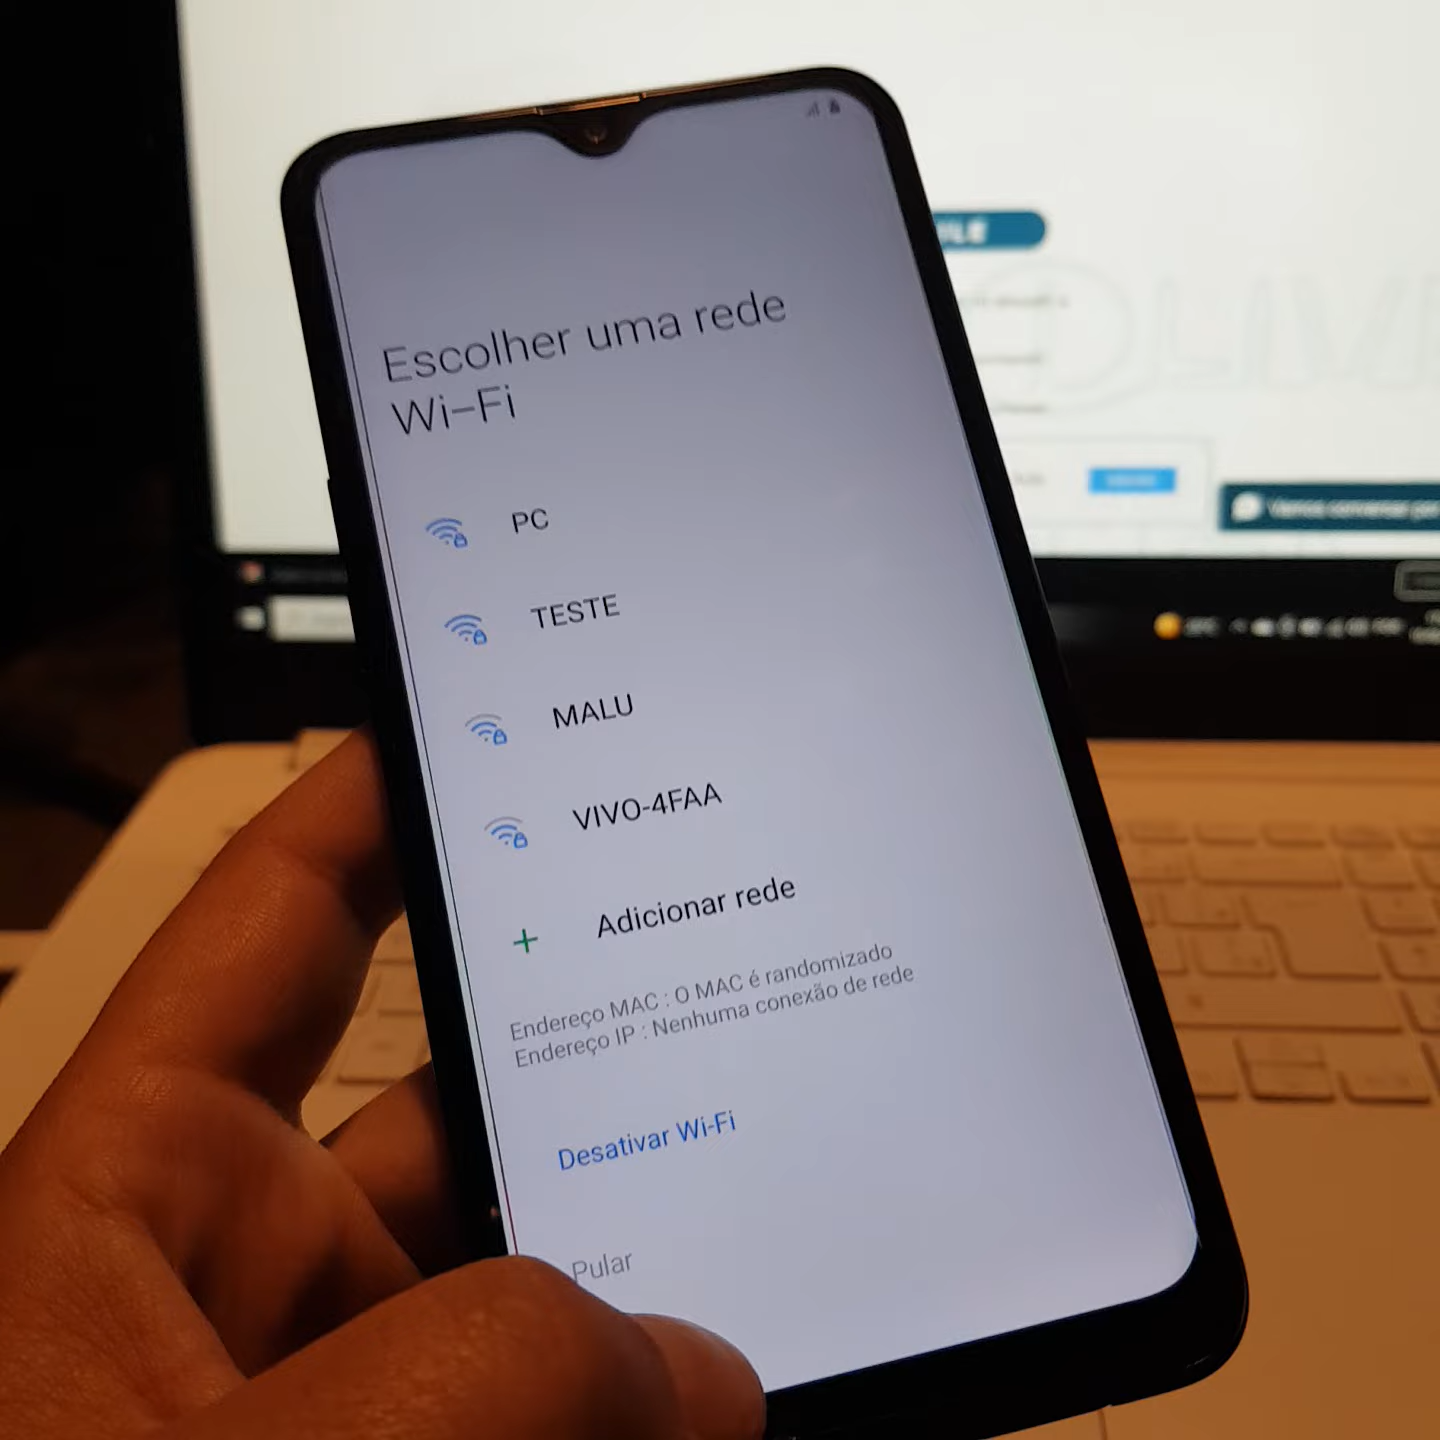 Escolher uma rede
Wi-Fi
PC
TESTE
MALU
VIVO-4FAA
Adicionar rede
Endereço MAC : O MAC é randomizado
Endereço IP : Nenhuma conexão de rede
Desativar Wi-Fi
Pular